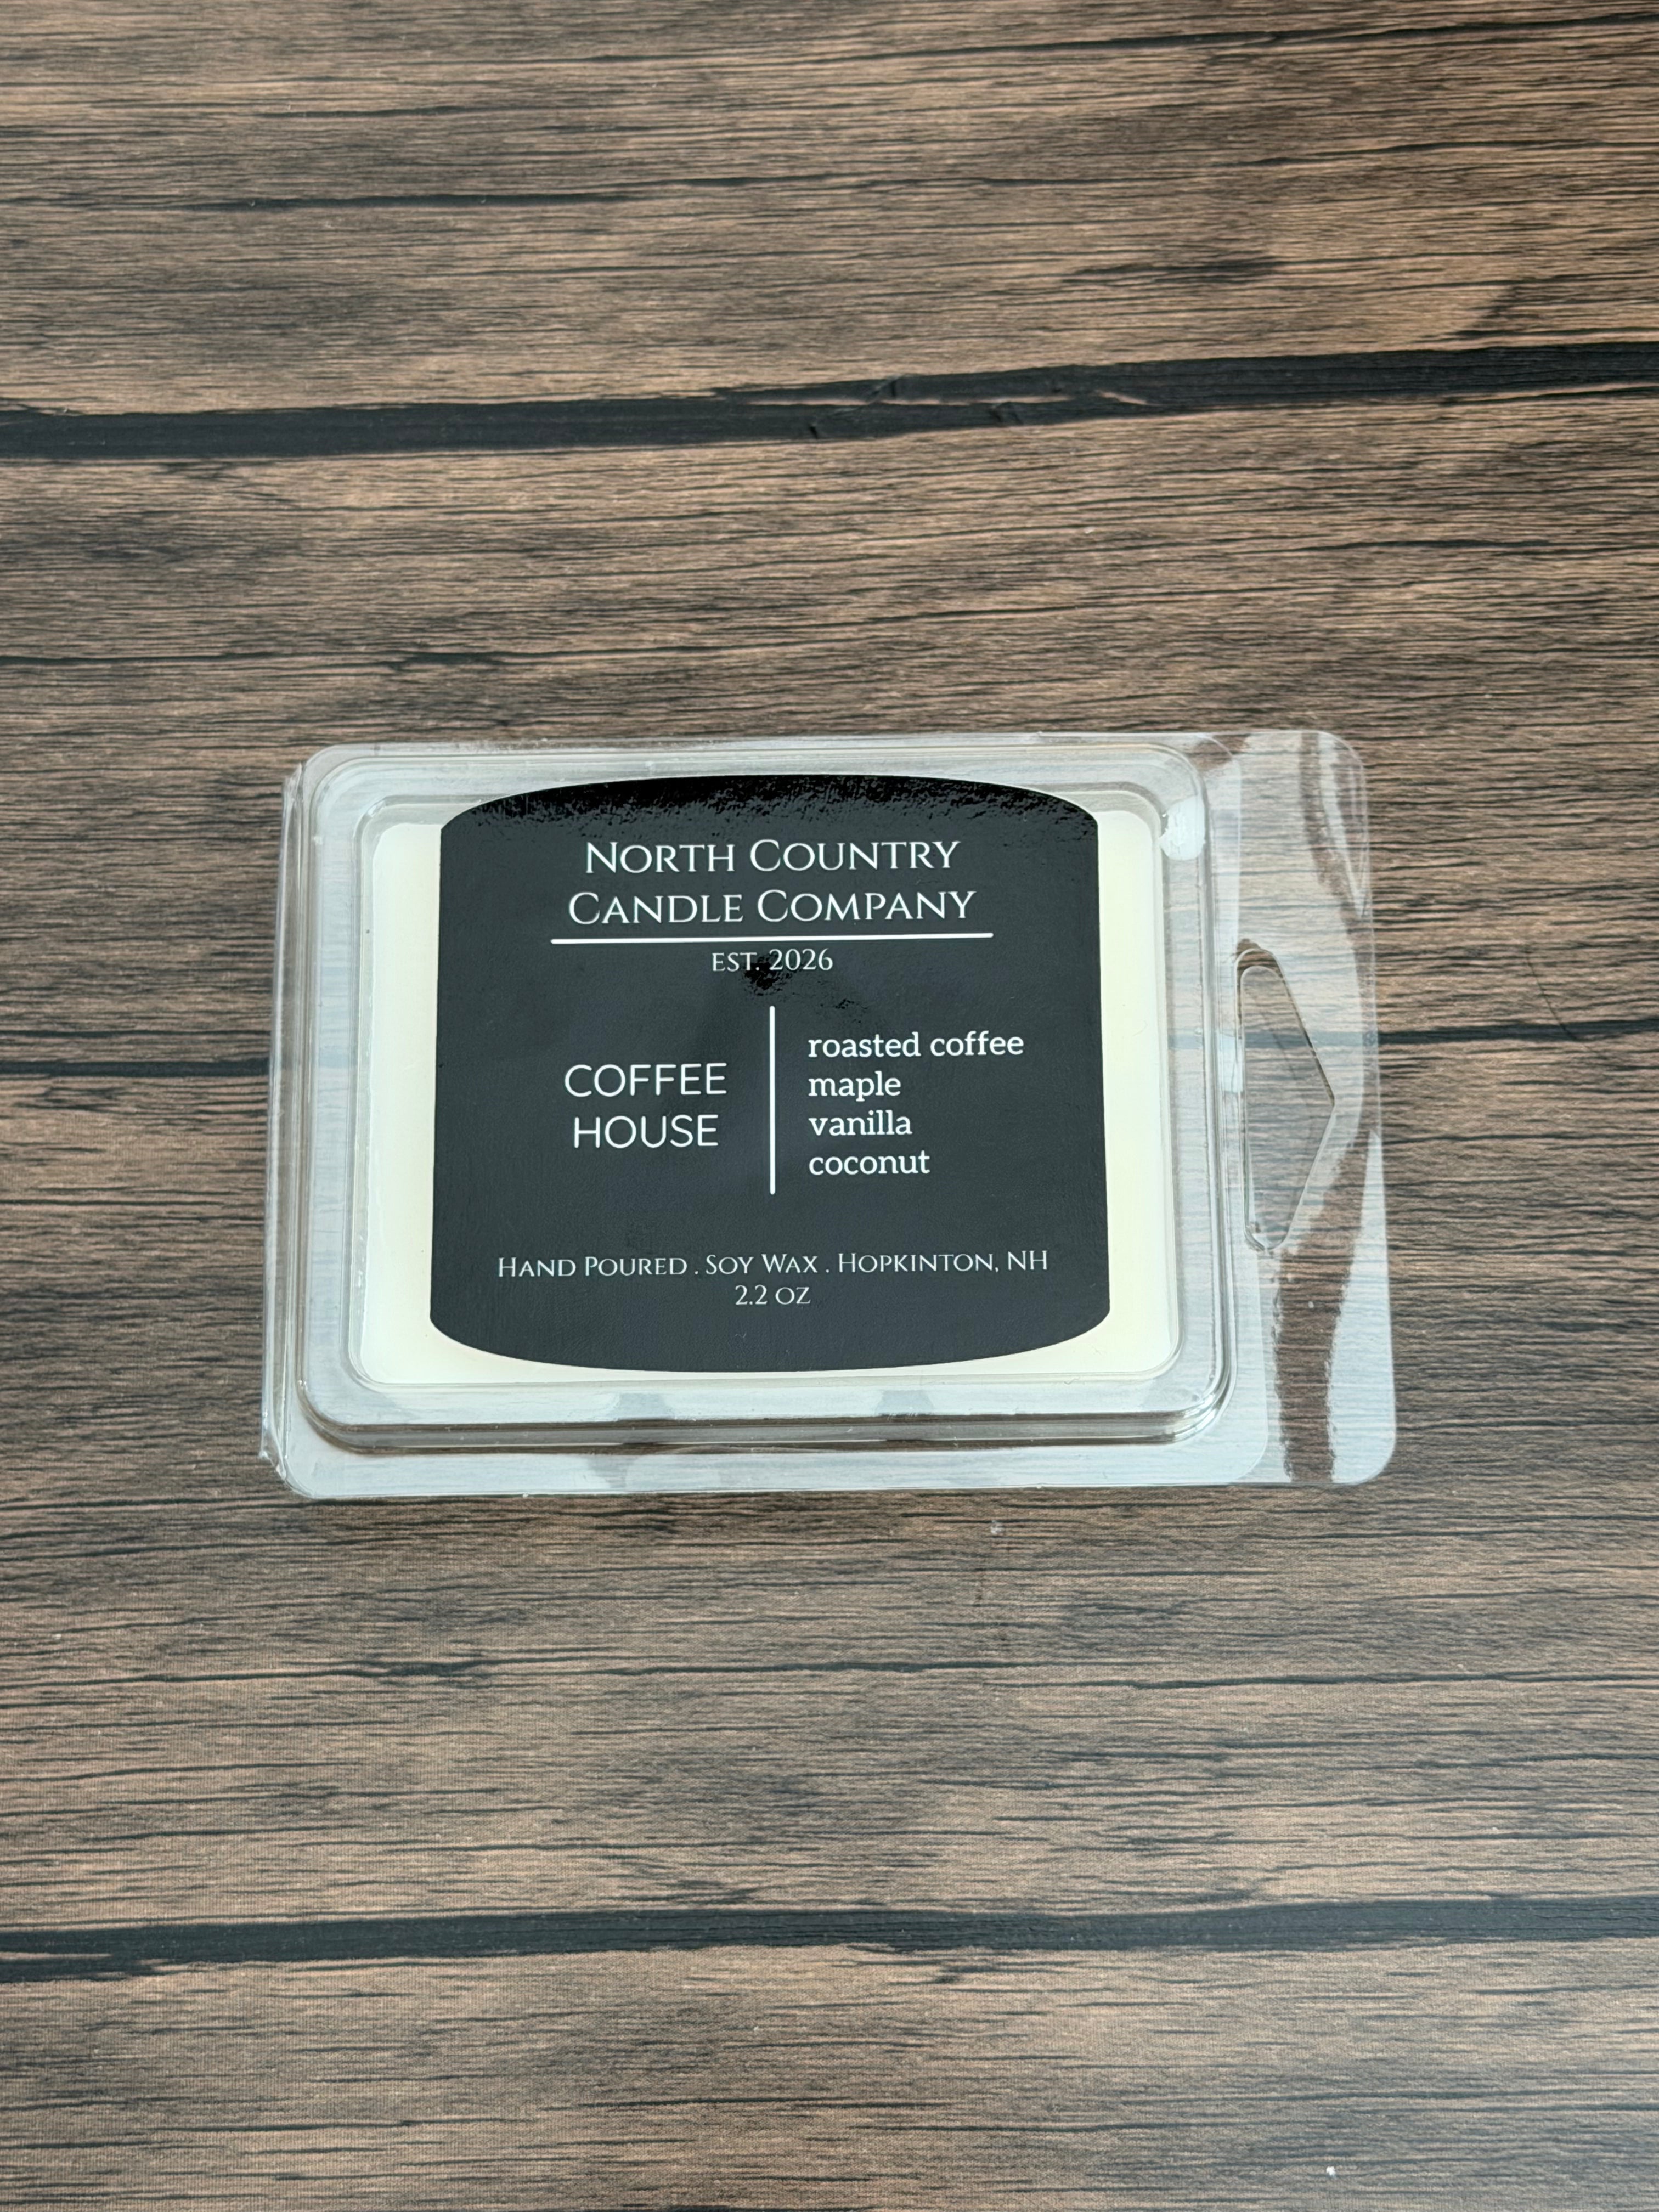 NORTH COUNTRY
CANDLE COMPANY
EST. 2026
COFFEE
HOUSE
roasted coffee
maple
vanilla
coconut
HAND POURED . SOY WAX . HOPKINTON, NH
2.2 OZ